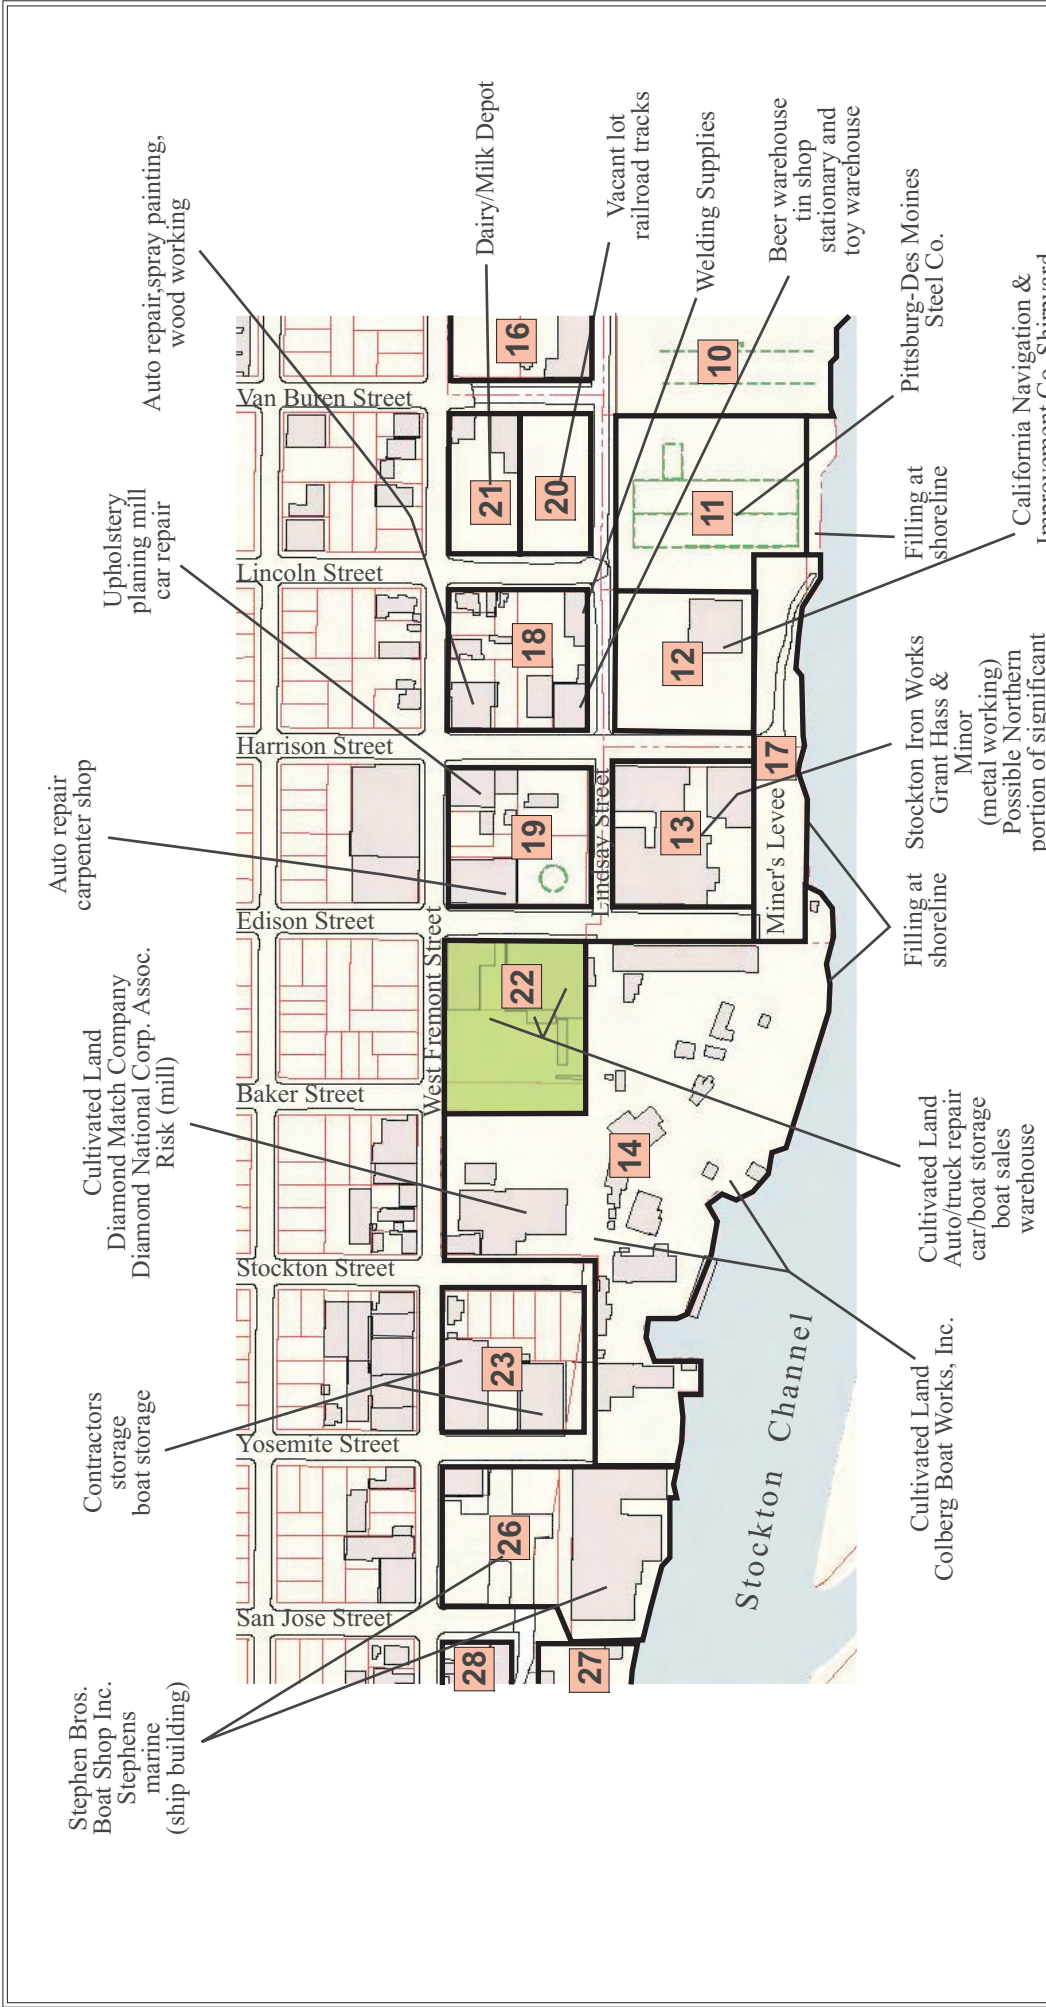 Stephen Bros.
Boat Shop Inc.
Stephens
marine
(ship building)
Contractors
storage
boat storage
Cultivated Land
Diamond Match Company
Diamond National Corp. Assoc.
Risk (mill)
Auto repair
carpenter shop
Upholstery
planing mill
car repair
Auto repair,spray painting,
wood working
Dairy/Milk Depot
Vacant lot
railroad tracks
Welding Supplies
Beer warehouse
tin shop
stationary and
toy warehouse
Pittsburg-Des Moines
Steel Co.
California Navigation &
Improvement Co. Shipyard
Filling at
shoreline
Stockton Iron Works
Grant Hass &
Minor
(metal working)
Possible Northern
portion of significant
Filling at
shoreline
Cultivated Land
Auto/truck repair
car/boat storage
boat sales
warehouse
Cultivated Land
Colberg Boat Works, Inc.
San Jose Street
Yosemite Street
Stockton Street
Baker Street
Edison Street
Harrison Street
Lincoln Street
Van Buren Street
West Fremont Street
Lindsay Street
Miner's Levee
Stockton Channel
28
27
26
23
14
22
19
13
17
18
12
21
20
11
16
10